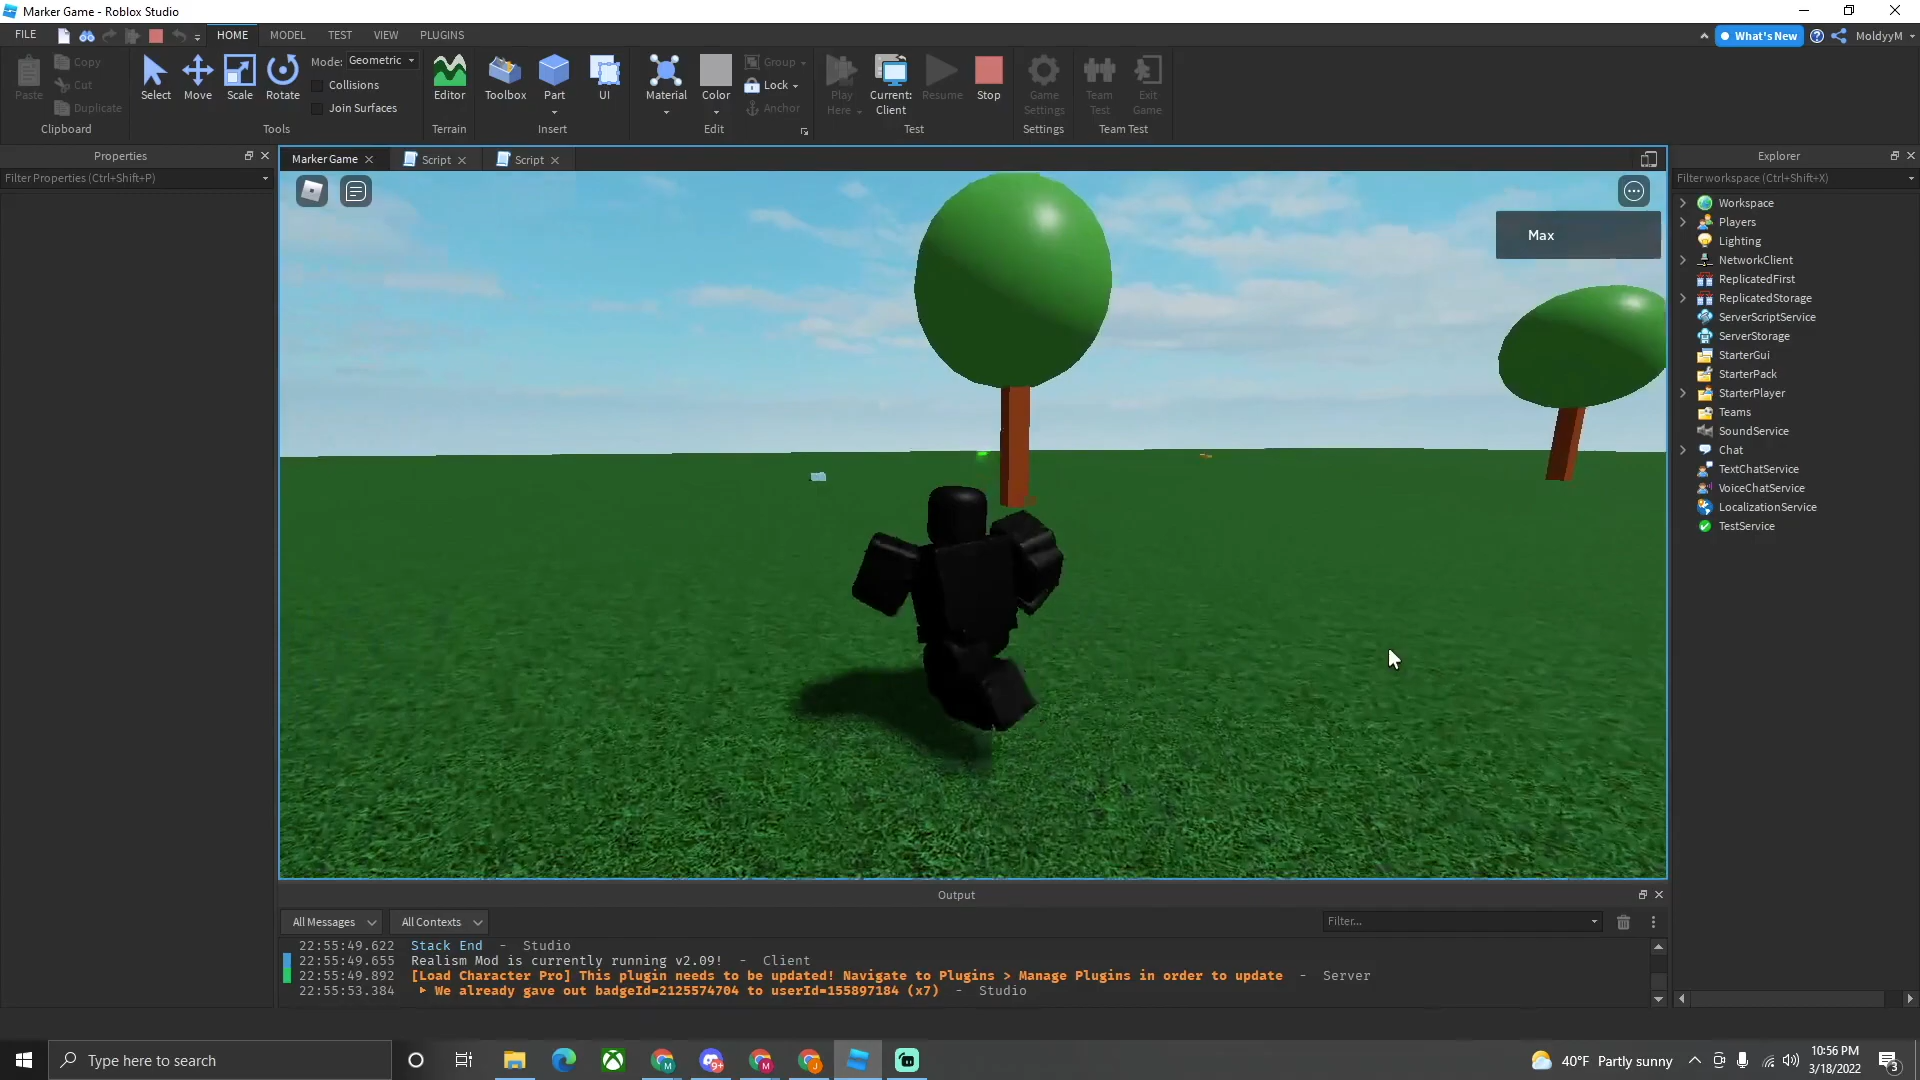 Marker Game - Roblox Studio
FILE HOME MODEL TEST VIEW PLUGINS What's New MoldyyM
Paste Copy Cut Duplicate
Clipboard
Select Move Scale Rotate
Mode: Geometric
Collisions
Join Surfaces
Tools
Editor
Terrain
Toolbox Part UI
Insert
Material Color Group Lock Anchor
Edit
Play Here Current: Client Resume Stop
Test
Game Settings
Settings
Team Test Exit Game
Team Test
Properties
Filter Properties (Ctrl+Shift+P)
Marker Game Script Script
Max
Explorer
Filter workspace (Ctrl+Shift+X)
Workspace
Players
Lighting
NetworkClient
ReplicatedFirst
ReplicatedStorage
ServerScriptService
ServerStorage
StarterGui
StarterPack
StarterPlayer
Teams
SoundService
Chat
TextChatService
VoiceChatService
LocalizationService
TestService
Output
All Messages All Contexts Filter...
22:55:49.622 Stack End - Studio
22:55:49.655 Realism Mod is currently running v2.09! - Client
22:55:49.892 [Load Character Pro] This plugin needs to be updated! Navigate to Plugins > Manage Plugins in order to update - Server
22:55:53.384 We already gave out badgeId=2125574704 to userId=155897184 (x7) - Studio
Type here to search
M 9+ M J
40°F Partly sunny
10:56 PM
3/18/2022
3